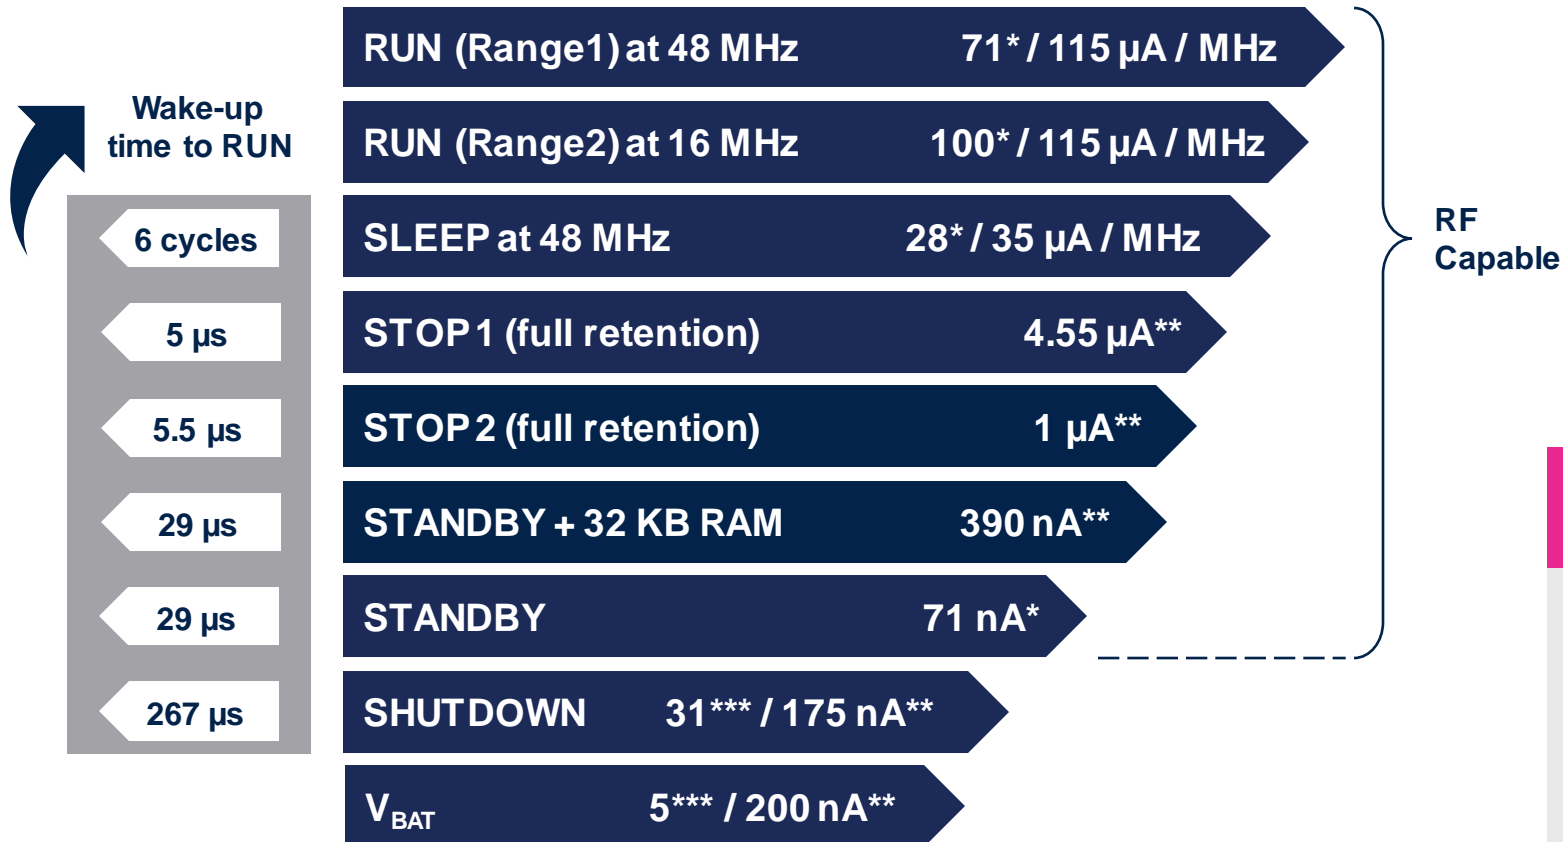 RUN (Range1) at 48 MHz 71* / 115 µA / MHz
Wake-up
time to RUN
RUN (Range2) at 16 MHz 100* / 115 µA / MHz
6 cycles SLEEP at 48 MHz 28* / 35 µA / MHz
RF
Capable
5 µs STOP 1 (full retention) 4.55 µA**
5.5 µs STOP 2 (full retention) 1 µA**
29 µs STANDBY + 32 KB RAM 390 nA**
29 µs STANDBY 71 nA*
267 µs SHUTDOWN 31*** / 175 nA**
VBAT 5*** / 200 nA**